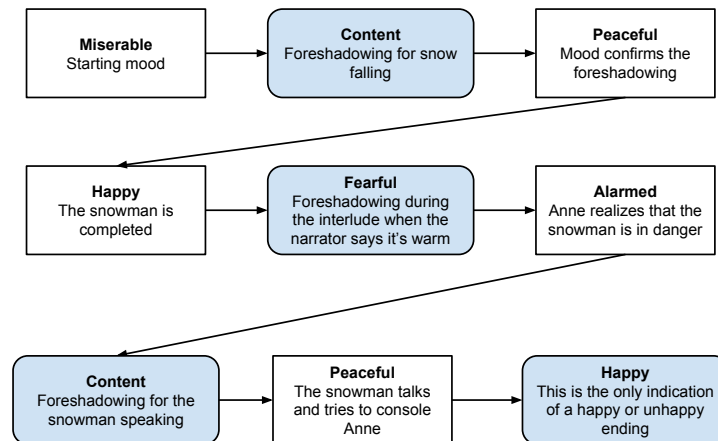 Miserable
Starting mood
Content
Foreshadowing for snow
falling
Peaceful
Mood confirms the
foreshadowing
Happy
The snowman is
completed
Fearful
Foreshadowing during
the interlude when the
narrator says it's warm
Alarmed
Anne realizes that the
snowman is in danger
Content
Foreshadowing for the
snowman speaking
Peaceful
The snowman talks
and tries to console
Anne
Happy
This is the only indication
of a happy or unhappy
ending